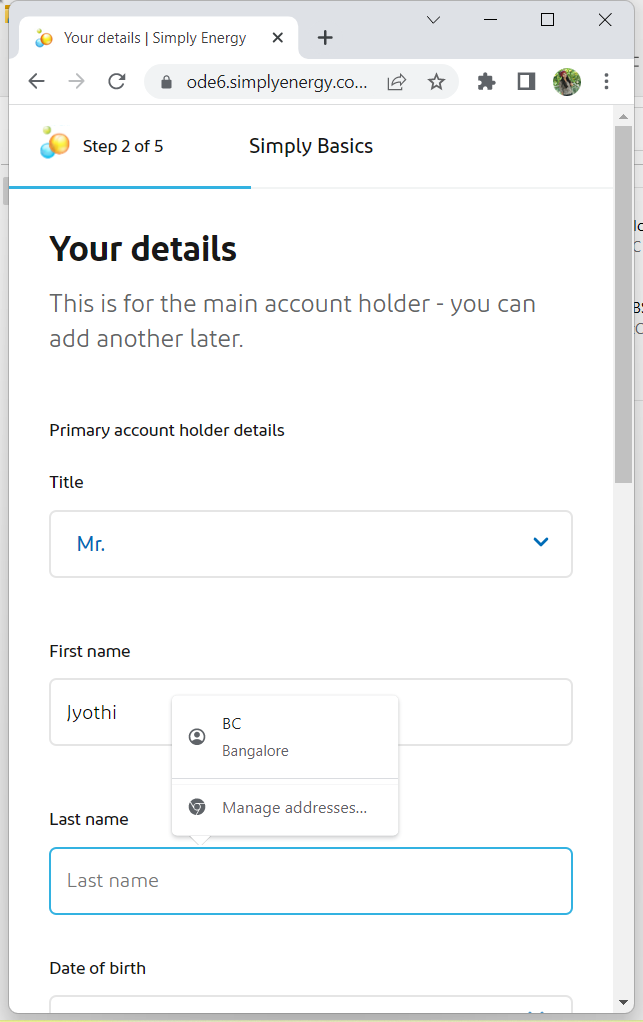 Your details | Simply Energy
ode6.simplyenergy.co...
Step 2 of 5
Simply Basics
Your details
This is for the main account holder - you can
add another later.
Primary account holder details
Title
Mr.
First name
Jyothi
BC
Bangalore
Manage addresses...
Last name
Last name
Date of birth